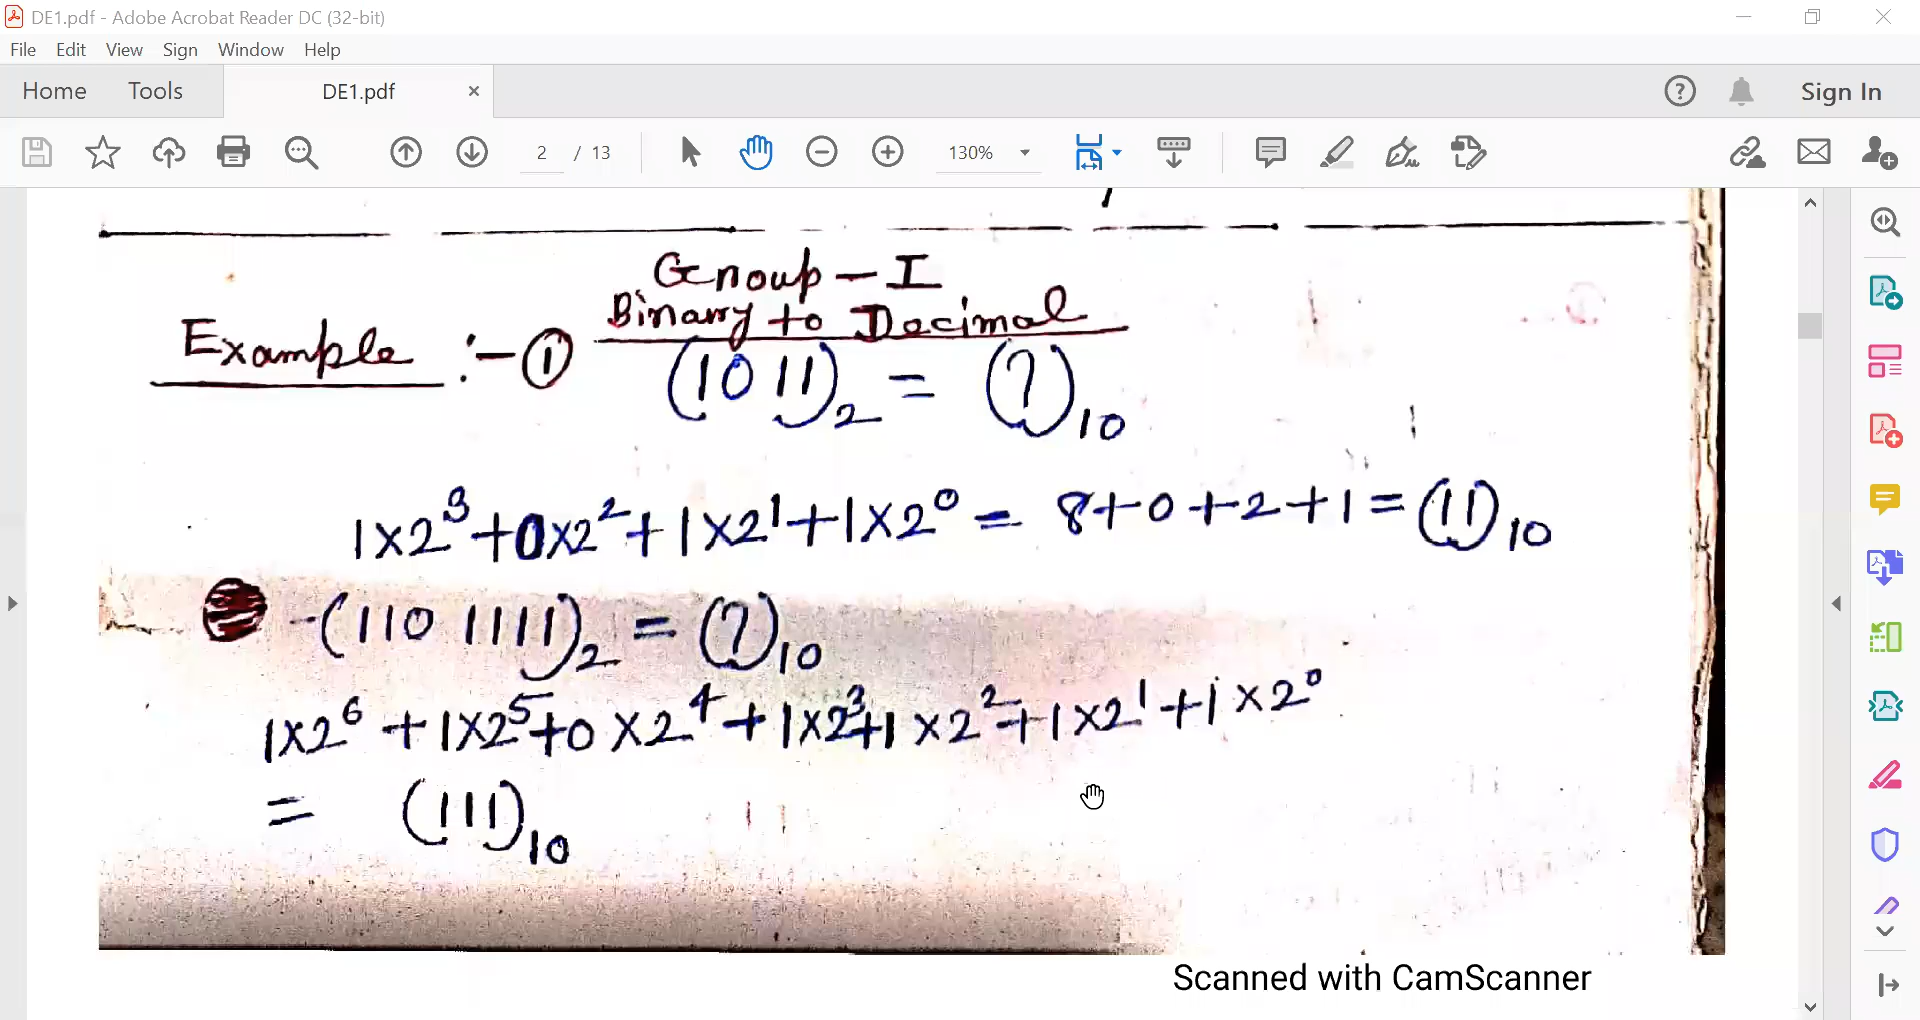 DE1.pdf - Adobe Acrobat Reader DC (32-bit)
File Edit View Sign Window Help
Home Tools DE1.pdf × ? Sign In
2 / 13 130%
Group - I
Binary to Decimal
Example :- ①
(1011)₂ = (?)₁₀
1×2³+0×2²+1×2¹+1×2⁰ = 8+0+2+1=(11)₁₀
-(1101111)₂ = (?)₁₀
1×2⁶+1×2⁵+0×2⁴+1×2³+1×2²+1×2¹+1×2⁰
= (111)₁₀
Scanned with CamScanner